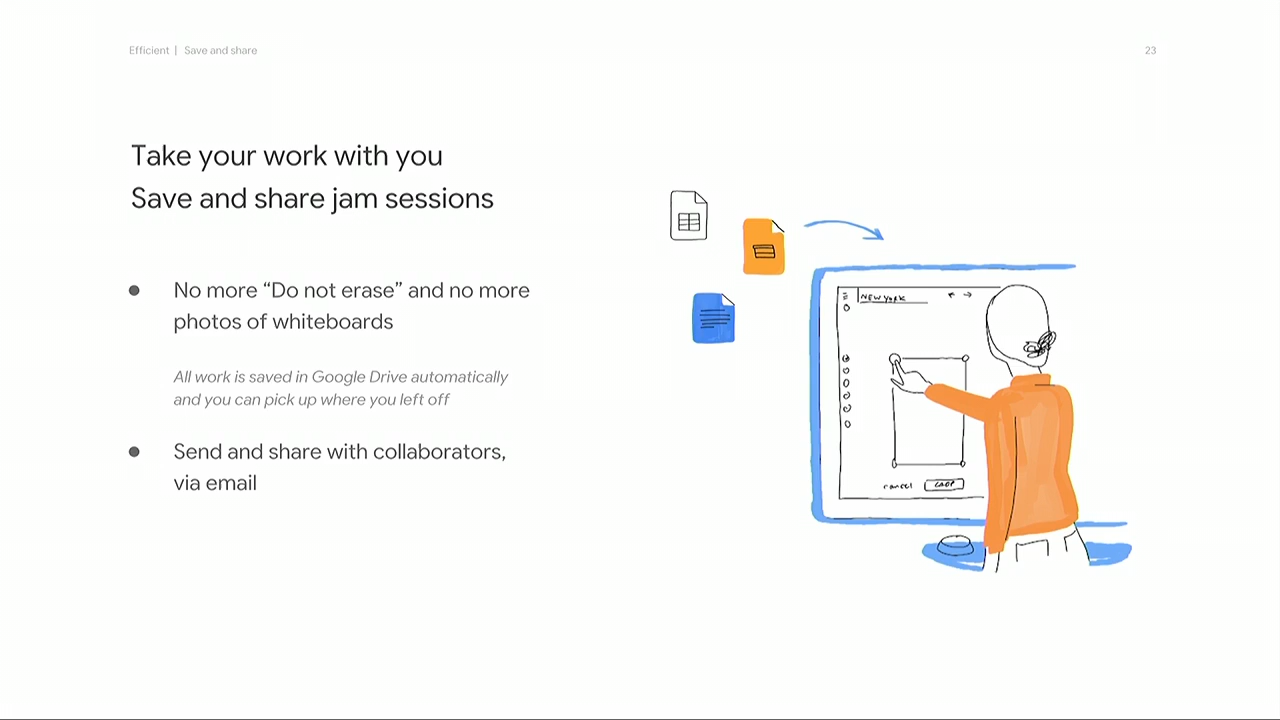 Efficient | Save and share
23
Take your work with you
Save and share jam sessions
● No more “Do not erase” and no more
photos of whiteboards
All work is saved in Google Drive automatically
and you can pick up where you left off
● Send and share with collaborators,
via email
NEW YORK
cancel